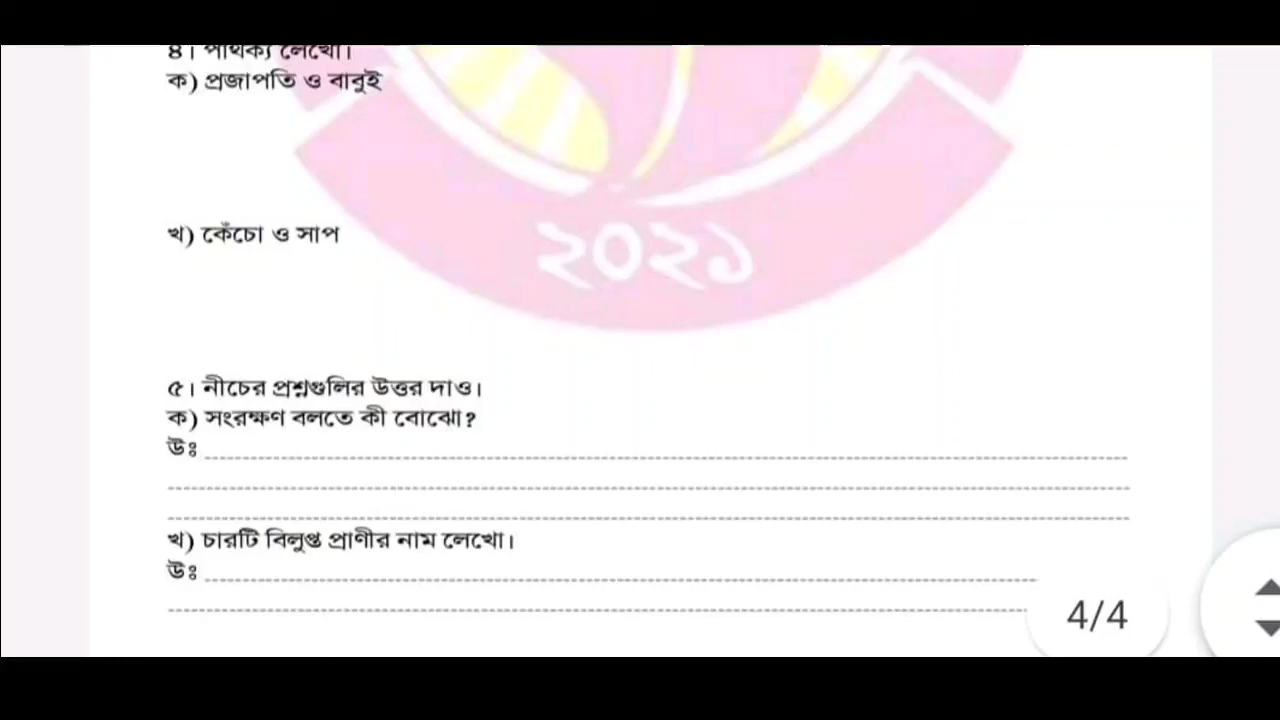 ৪। পার্থক্য লেখো।
ক) প্রজাপতি ও বাবুই
খ) কেঁচো ও সাপ
২০২১
৫। নীচের প্রশ্নগুলির উত্তর দাও।
ক) সংরক্ষণ বলতে কী বোঝো?
উঃ
খ) চারটি বিলুপ্ত প্রাণীর নাম লেখো।
উঃ
4/4